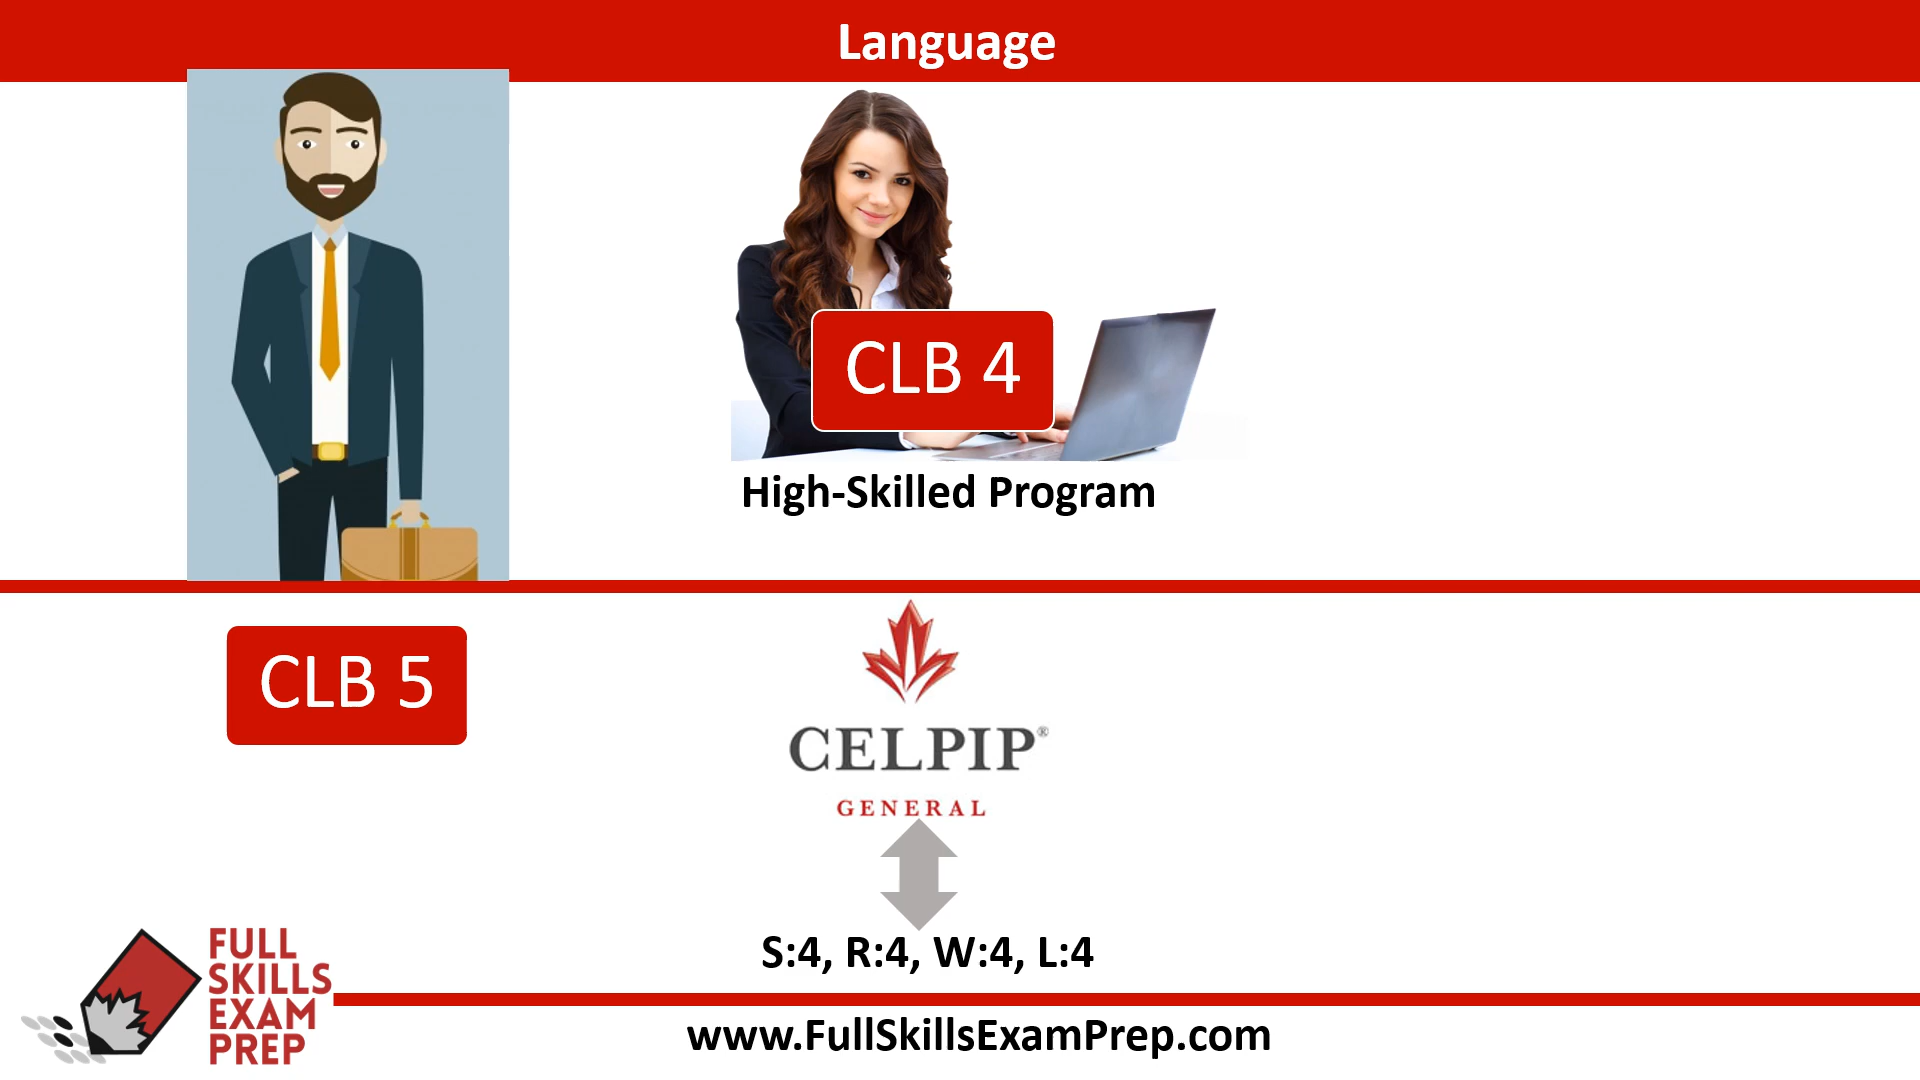 Language
CLB 4
High-Skilled Program
CLB 5
CELPIP®
GENERAL
S:4, R:4, W:4, L:4
FULL
SKILLS
EXAM
PREP
www.FullSkillsExamPrep.com